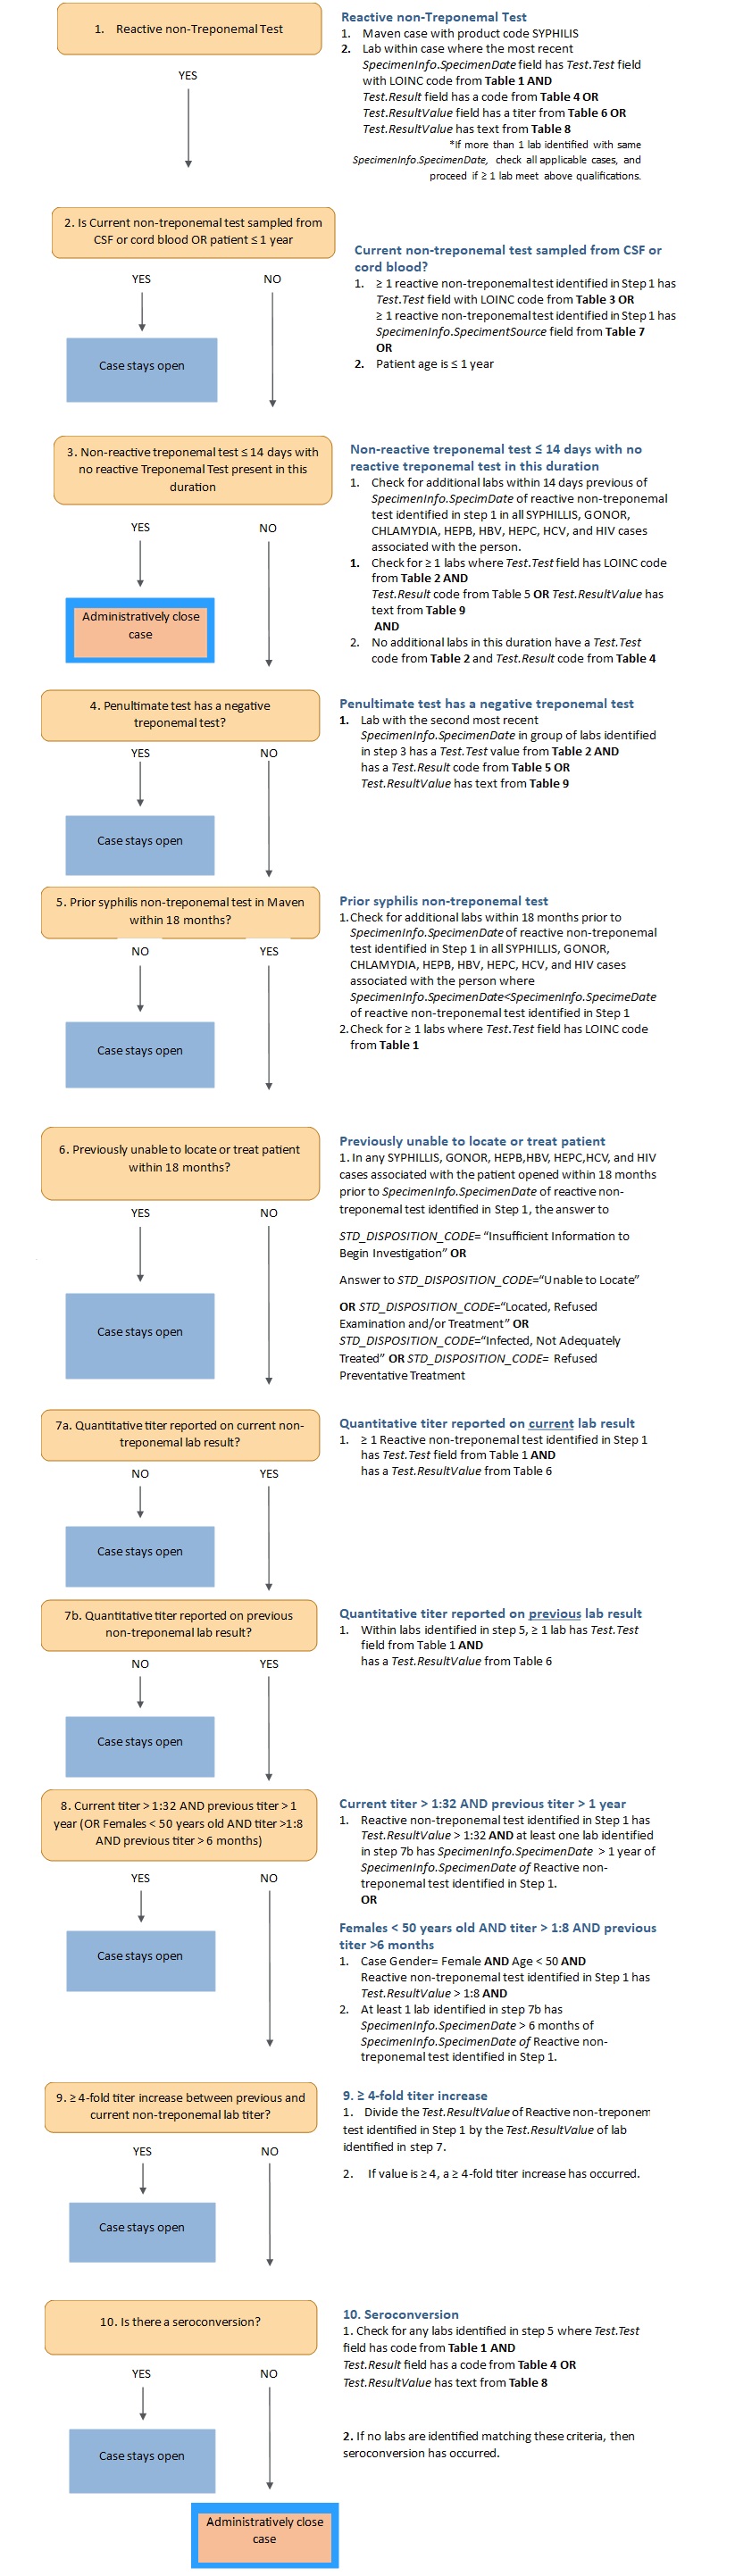 1. Reactive non-Treponemal Test
YES
Reactive non-Treponemal Test
1. Maven case with product code SYPHILIS
2. Lab within case where the most recent
SpecimenInfo.SpecimenDate field has Test.Test field
with LOINC code from Table 1 AND
Test.Result field has a code from Table 4 OR
Test.ResultValue field has a titer from Table 6 OR
Test.ResultValue has text from Table 8
*If more than 1 lab identified with same
SpecimenInfo.SpecimenDate, check all applicable cases, and
proceed if ≥ 1 lab meet above qualifications.
2. Is Current non-treponemal test sampled from
CSF or cord blood OR patient ≤ 1 year
YES
NO
Case stays open
Current non-treponemal test sampled from CSF or
cord blood?
1. ≥ 1 reactive non-treponemal test identified in Step 1 has
Test.Test field with LOINC code from Table 3 OR
≥ 1 reactive non-treponemal test identified in Step 1 has
SpecimenInfo.SpecimentSource field from Table 7
OR
2. Patient age is ≤ 1 year
3. Non-reactive treponemal test ≤ 14 days with
no reactive Treponemal Test present in this
duration
YES
NO
Administratively close
case
Non-reactive treponemal test ≤ 14 days with no
reactive treponemal test in this duration
1. Check for additional labs within 14 days previous of
SpecimenInfo.SpecimDate of reactive non-treponemal
test identified in step 1 in all SYPHILLIS, GONOR,
CHLAMYDIA, HEPB, HBV, HEPC, HCV, and HIV cases
associated with the person.
1. Check for ≥ 1 labs where Test.Test field has LOINC code
from Table 2 AND
Test.Result code from Table 5 OR Test.ResultValue has
text from Table 9
AND
2. No additional labs in this duration have a Test.Test
code from Table 2 and Test.Result code from Table 4
4. Penultimate test has a negative
treponemal test?
YES
NO
Case stays open
Penultimate test has a negative treponemal test
1. Lab with the second most recent
SpecimenInfo.SpecimenDate in group of labs identified
in step 3 has a Test.Test value from Table 2 AND
has a Test.Result code from Table 5 OR
Test.ResultValue has text from Table 9
5. Prior syphilis non-treponemal test in Maven
within 18 months?
NO
YES
Case stays open
Prior syphilis non-treponemal test
1. Check for additional labs within 18 months prior to
SpecimenInfo.SpecimenDate of reactive non-treponemal
test identified in Step 1 in all SYPHILLIS, GONOR,
CHLAMYDIA, HEPB, HBV, HEPC, HCV, and HIV cases
associated with the person where
SpecimenInfo.SpecimenDate<SpecimenInfo.SpecimeDate
of reactive non-treponemal test identified in Step 1
2. Check for ≥ 1 labs where Test.Test field has LOINC code
from Table 1
6. Previously unable to locate or treat patient
within 18 months?
YES
NO
Case stays open
Previously unable to locate or treat patient
1. In any SYPHILLIS, GONOR, HEPB,HBV, HEPC,HCV, and HIV
cases associated with the patient opened within 18 months
prior to SpecimenInfo.SpecimenDate of reactive non-
treponemal test identified in Step 1, the answer to
STD_DISPOSITION_CODE= “Insufficient Information to
Begin Investigation” OR
Answer to STD_DISPOSITION_CODE=“Unable to Locate”
OR STD_DISPOSITION_CODE=“Located, Refused
Examination and/or Treatment” OR
STD_DISPOSITION_CODE=“Infected, Not Adequately
Treated” OR STD_DISPOSITION_CODE= Refused
Preventative Treatment
7a. Quantitative titer reported on current non-
treponemal lab result?
NO
YES
Case stays open
Quantitative titer reported on current lab result
1. ≥ 1 Reactive non-treponemal test identified in Step 1
has Test.Test field from Table 1 AND
has a Test.ResultValue from Table 6
7b. Quantitative titer reported on previous
non-treponemal lab result?
NO
YES
Case stays open
Quantitative titer reported on previous lab result
1. Within labs identified in step 5, ≥ 1 lab has Test.Test
field from Table 1 AND
has a Test.ResultValue from Table 6
8. Current titer > 1:32 AND previous titer > 1
year (OR Females < 50 years old AND titer >1:8
AND previous titer > 6 months)
YES
NO
Case stays open
Current titer > 1:32 AND previous titer > 1 year
1. Reactive non-treponemal test identified in Step 1 has
Test.ResultValue > 1:32 AND at least one lab identified
in step 7b has SpecimenInfo.SpecimenDate > 1 year of
SpecimenInfo.SpecimenDate of Reactive non-
treponemal test identified in Step 1.
OR
Females < 50 years old AND titer > 1:8 AND previous
titer >6 months
1. Case Gender= Female AND Age < 50 AND
Reactive non-treponemal test identified in Step 1 has
Test.ResultValue > 1:8 AND
2. At least 1 lab identified in step 7b has
SpecimenInfo.SpecimenDate > 6 months of
SpecimenInfo.SpecimenDate of Reactive non-
treponemal test identified in Step 1.
9. ≥ 4-fold titer increase between previous and
current non-treponemal lab titer?
YES
NO
Case stays open
9. ≥ 4-fold titer increase
1. Divide the Test.ResultValue of Reactive non-treponem
test identified in Step 1 by the Test.ResultValue of lab
identified in step 7.
2. If value is ≥ 4, a ≥ 4-fold titer increase has occurred.
10. Is there a seroconversion?
YES
NO
Case stays open
Administratively close
case
10. Seroconversion
1. Check for any labs identified in step 5 where Test.Test
field has code from Table 1 AND
Test.Result field has a code from Table 4 OR
Test.ResultValue has text from Table 8
2. If no labs are identified matching these criteria, then
seroconversion has occurred.